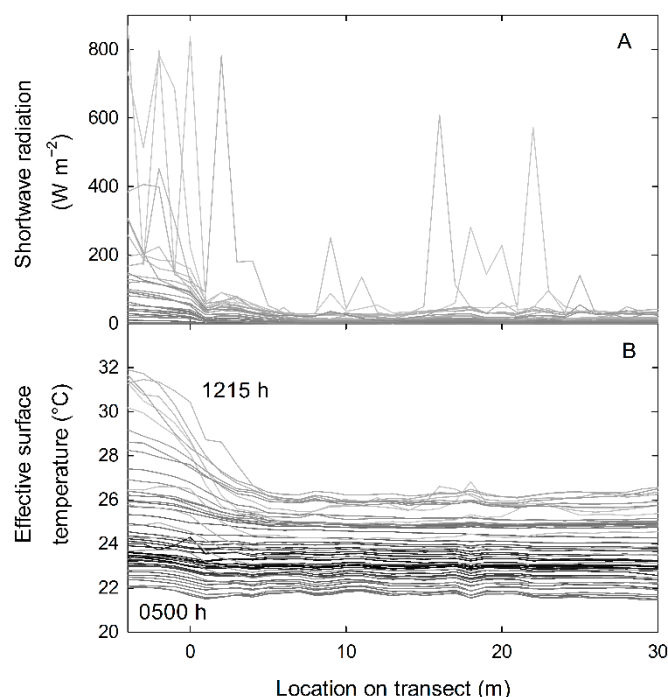 A
800
600
400
200
0
Shortwave radiation
(W m⁻²)
B
32
30
28
26
24
22
20
Effective surface
temperature (°C)
1215 h
0500 h
0 10 20 30
Location on transect (m)